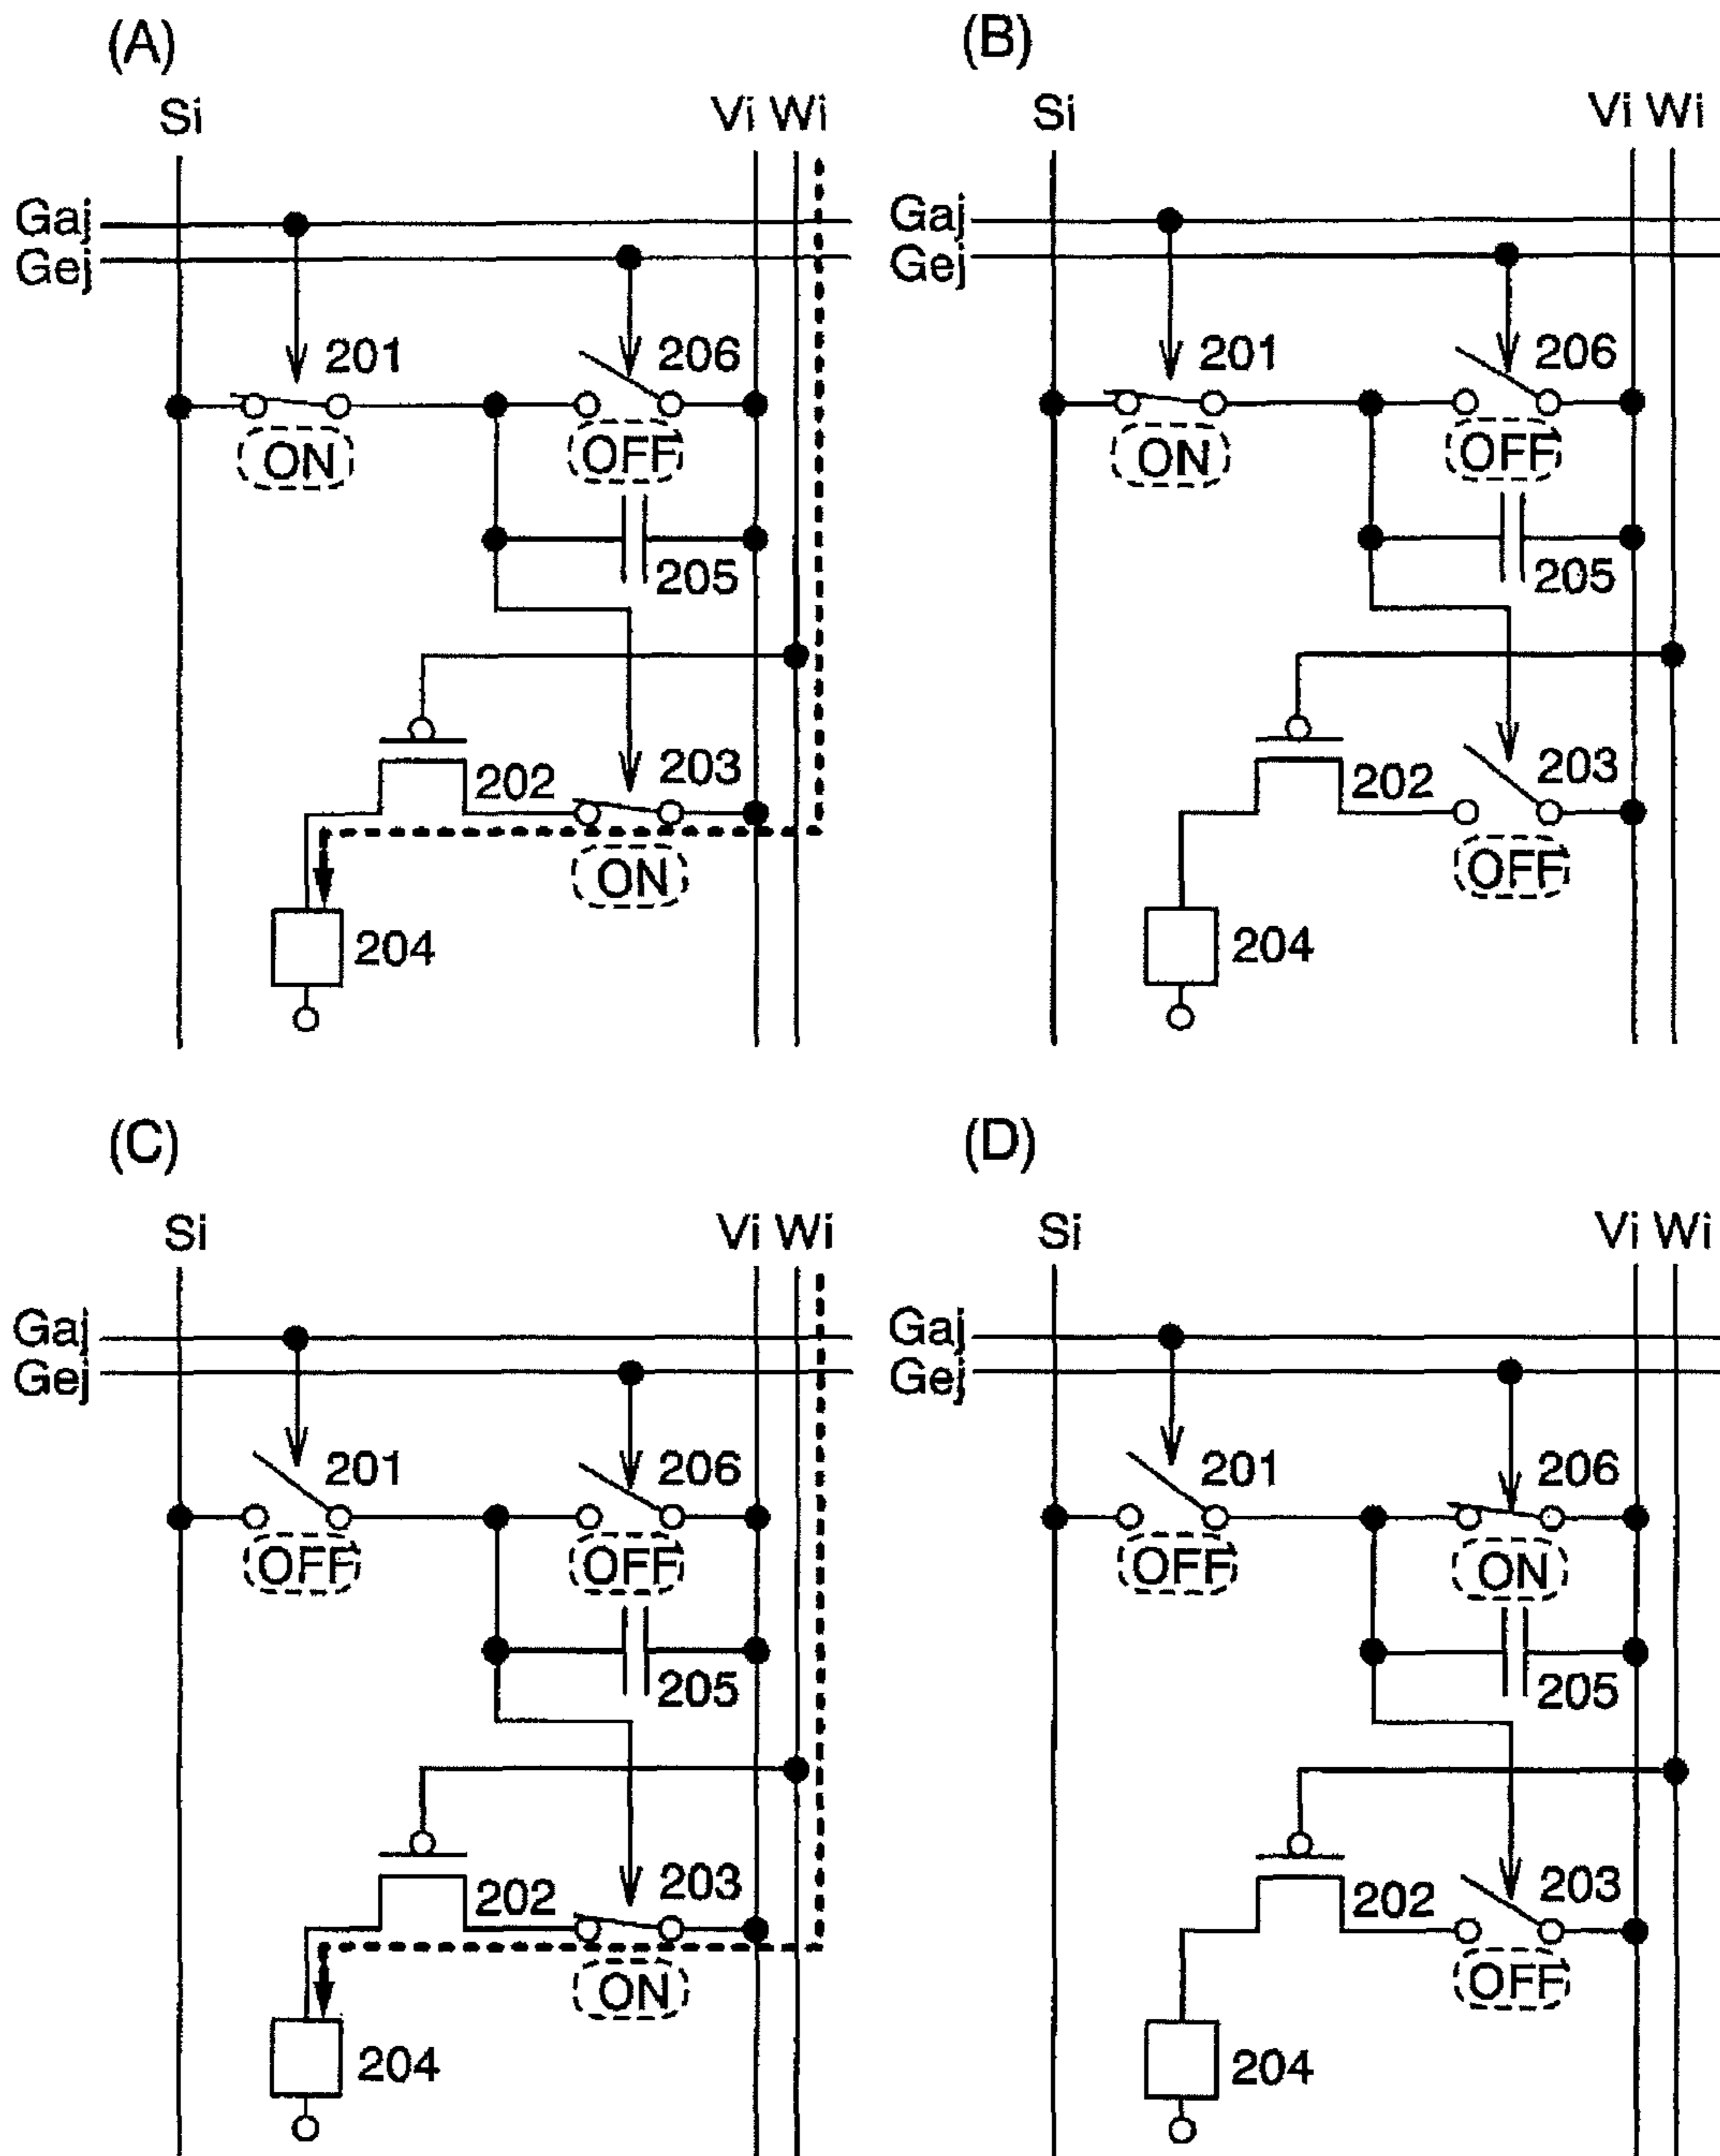 (A)
Si Vi Wi
Gaj
Gej
201 206
ON OFF
205
202 203
ON
204
(B)
Si Vi Wi
Gaj
Gej
201 206
ON OFF
205
202 203
OFF
204
(C)
Si Vi Wi
Gaj
Gej
201 206
OFF OFF
205
202 203
ON
204
(D)
Si Vi Wi
Gaj
Gej
201 206
OFF ON
205
202 203
OFF
204